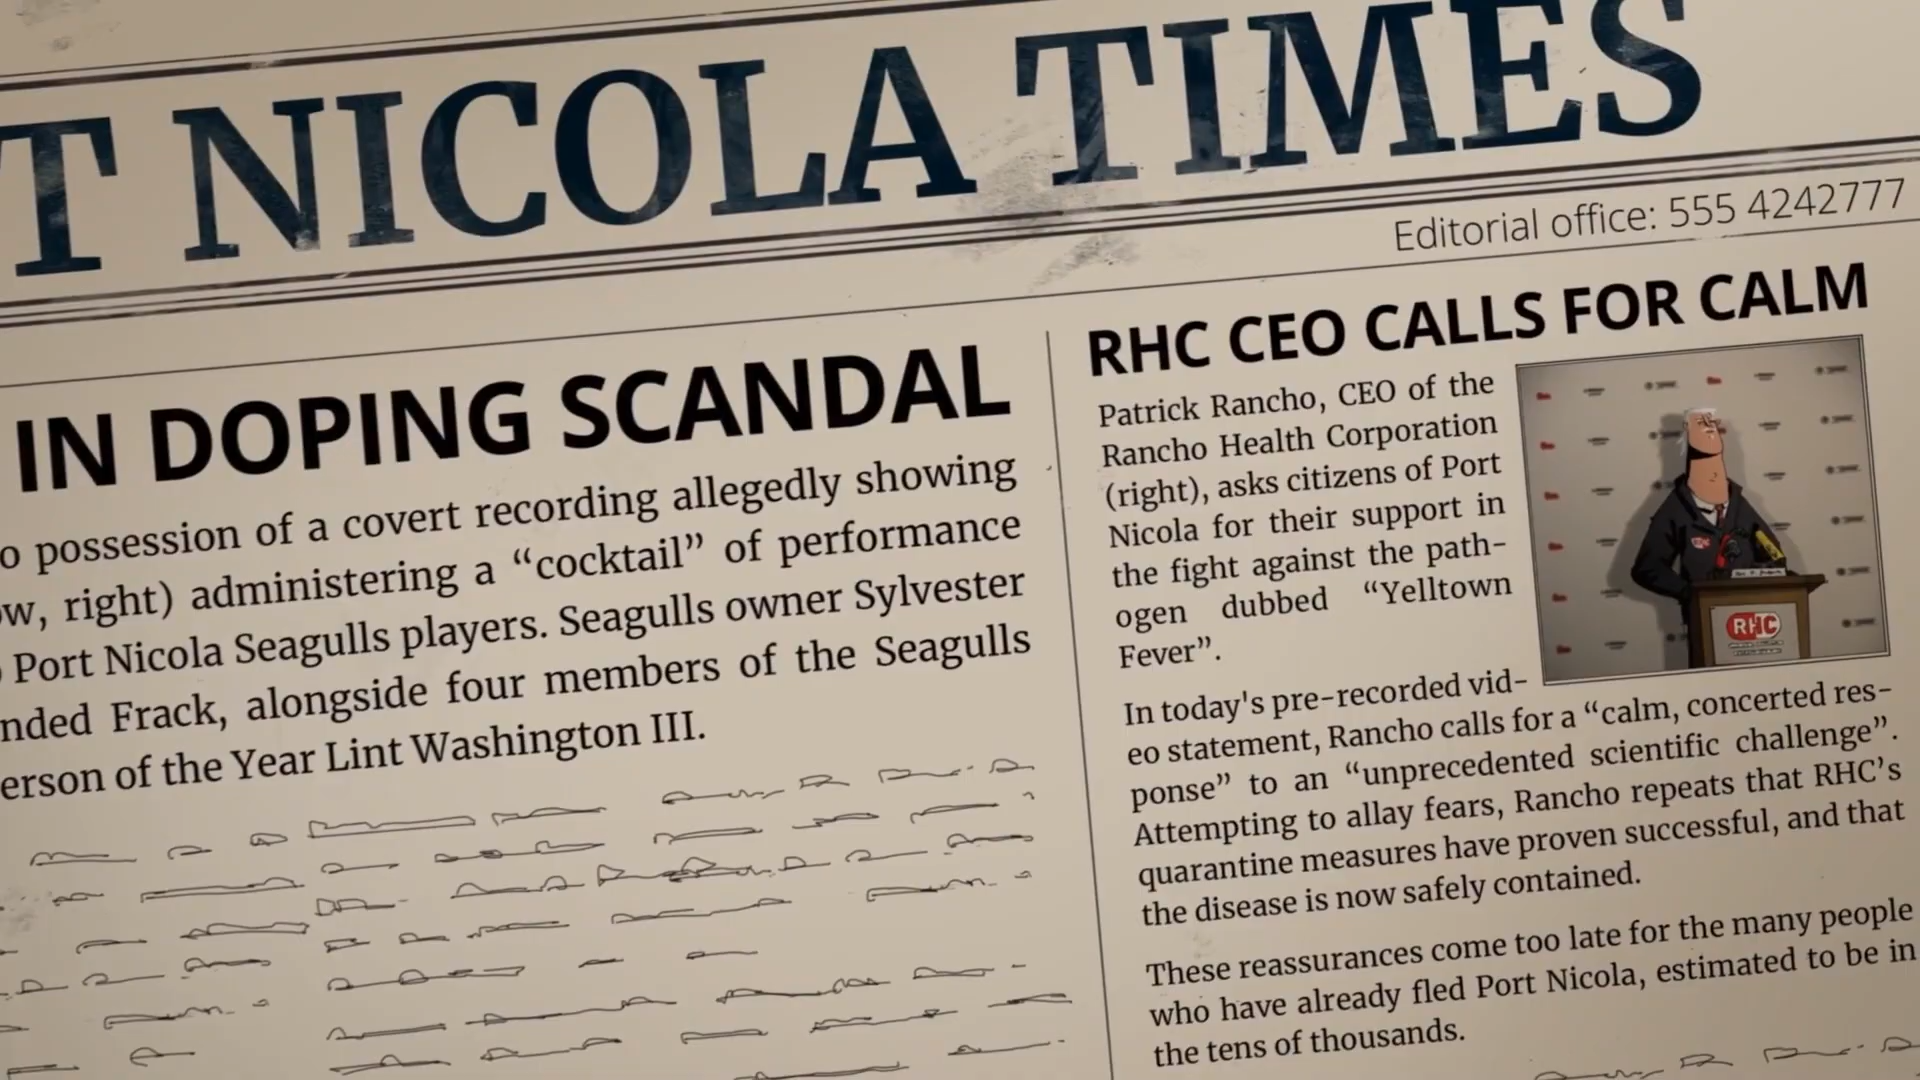 T NICOLA TIMES
Editorial office: 555 4242777
IN DOPING SCANDAL
o possession of a covert recording allegedly showing
ow, right) administering a “cocktail” of performance
Port Nicola Seagulls players. Seagulls owner Sylvester
nded Frack, alongside four members of the Seagulls
erson of the Year Lint Washington III.
RHC CEO CALLS FOR CALM
Patrick Rancho, CEO of the
Rancho Health Corporation
(right), asks citizens of Port
Nicola for their support in
the fight against the path-
ogen dubbed “Yelltown
Fever”.
In today's pre-recorded vid-
eo statement, Rancho calls for a “calm, concerted res-
ponse” to an “unprecedented scientific challenge”.
Attempting to allay fears, Rancho repeats that RHC’s
quarantine measures have proven successful, and that
the disease is now safely contained.
These reassurances come too late for the many people
who have already fled Port Nicola, estimated to be in
the tens of thousands.
RHC